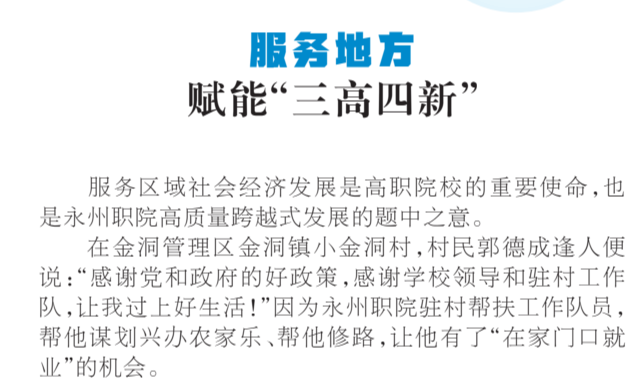 服务地方
赋能“三高四新”
服务区域社会经济发展是高职院校的重要使命，也
是永州职院高质量跨越式发展的题中之意。
在金洞管理区金洞镇小金洞村，村民郭德成逢人便
说：“感谢党和政府的好政策，感谢学校领导和驻村工作
队，让我过上好生活！”因为永州职院驻村帮扶工作队员，
帮他谋划兴办农家乐、帮他修路，让他有了“在家门口就
业”的机会。